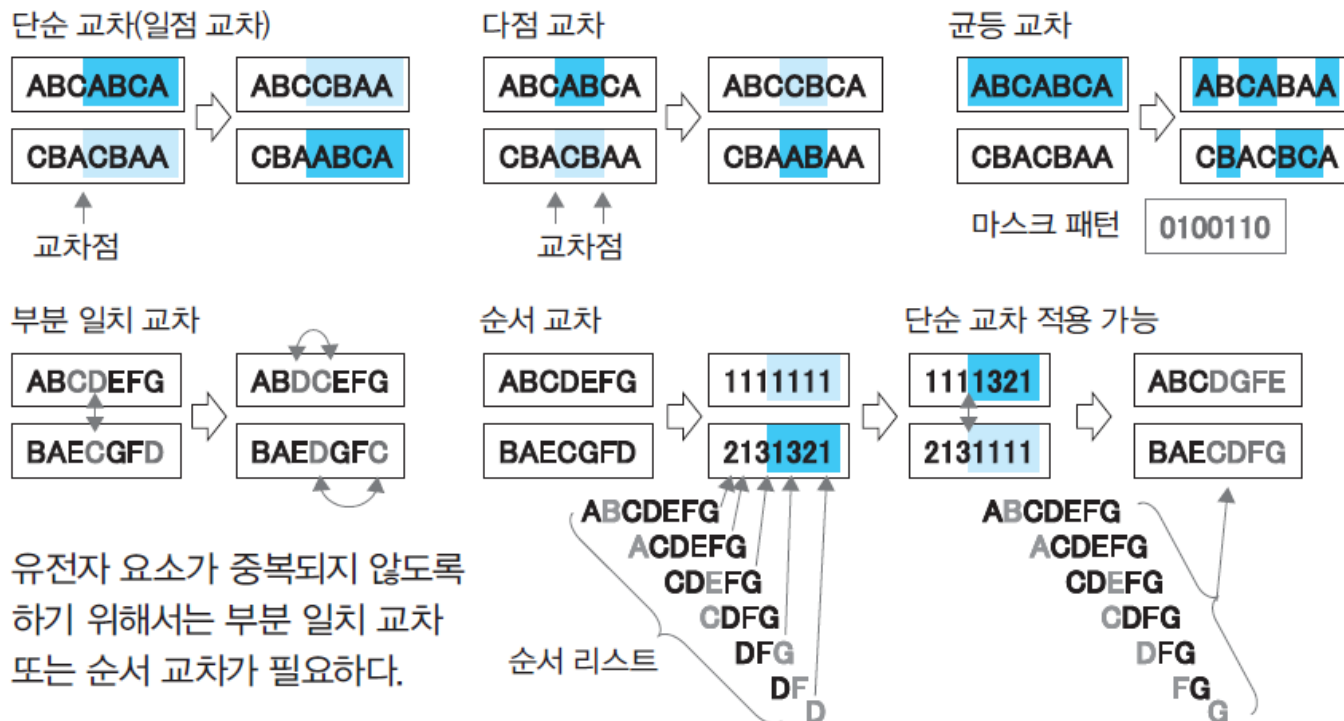 단순 교차(일점 교차)
ABCABCA
ABCCBAA
CBACBAA
CBAABCA
교차점
다점 교차
ABCABCA
ABCCBCA
CBACBAA
CBAABAA
교차점
균등 교차
ABCABCA
ABCABAA
CBACBAA
CBACBCA
마스크 패턴
0100110
부분 일치 교차
ABCDEFG
ABDCEFG
BAECGFD
BAEDGFC
유전자 요소가 중복되지 않도록
하기 위해서는 부분 일치 교차
또는 순서 교차가 필요하다.
순서 교차
단순 교차 적용 가능
ABCDEFG
1111111
1111321
ABCDGFE
BAECGFD
2131321
2131111
BAECDFG
ABCDEFG
ACDEFG
CDEFG
CDFG
DFG
DF
D
순서 리스트
ABCDEFG
ACDEFG
CDEFG
CDFG
DFG
FG
G